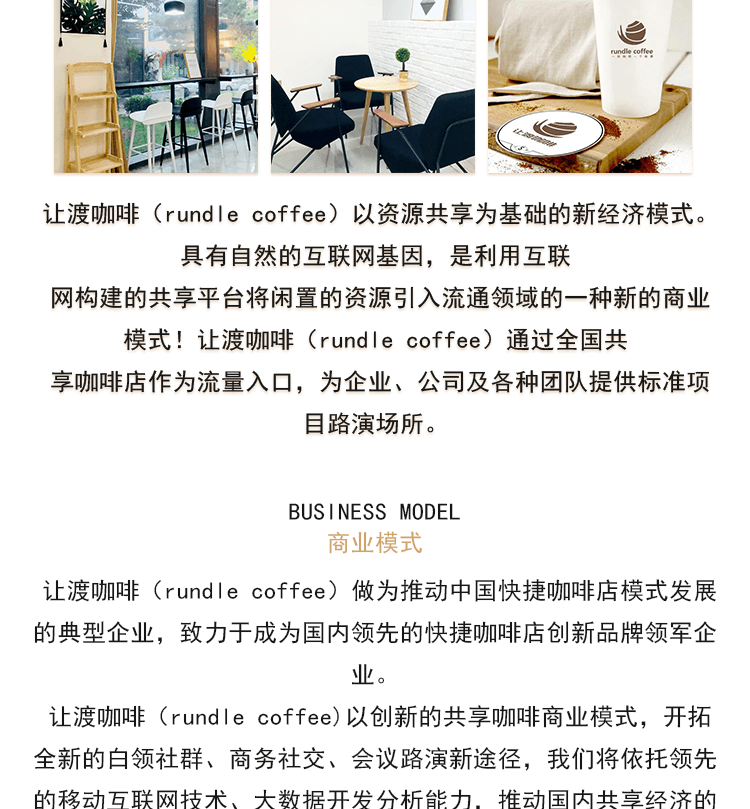 rundle coffee
让渡咖啡（rundle coffee）以资源共享为基础的新经济模式。
具有自然的互联网基因，是利用互联
网构建的共享平台将闲置的资源引入流通领域的一种新的商业
模式！让渡咖啡（rundle coffee）通过全国共
享咖啡店作为流量入口，为企业、公司及各种团队提供标准项
目路演场所。
BUSINESS MODEL
商业模式
让渡咖啡（rundle coffee）做为推动中国快捷咖啡店模式发展
的典型企业，致力于成为国内领先的快捷咖啡店创新品牌领军企
业。
让渡咖啡（rundle coffee)以创新的共享咖啡商业模式，开拓
全新的白领社群、商务社交、会议路演新途径，我们将依托领先
的移动互联网技术、大数据开发分析能力，推动国内共享经济的